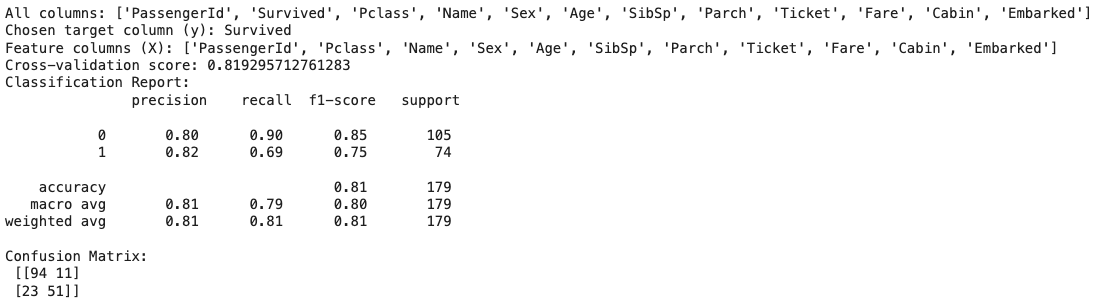 All columns: ['PassengerId', 'Survived', 'Pclass', 'Name', 'Sex', 'Age', 'SibSp', 'Parch', 'Ticket', 'Fare', 'Cabin', 'Embarked']
Chosen target column (y): Survived
Feature columns (X): ['PassengerId', 'Pclass', 'Name', 'Sex', 'Age', 'SibSp', 'Parch', 'Ticket', 'Fare', 'Cabin', 'Embarked']
Cross-validation score: 0.819295712761283
Classification Report:
              precision    recall  f1-score   support

           0       0.80      0.90      0.85       105
           1       0.82      0.69      0.75        74

    accuracy                           0.81       179
   macro avg       0.81      0.79      0.80       179
weighted avg       0.81      0.81      0.81       179

Confusion Matrix:
 [[94 11]
 [23 51]]